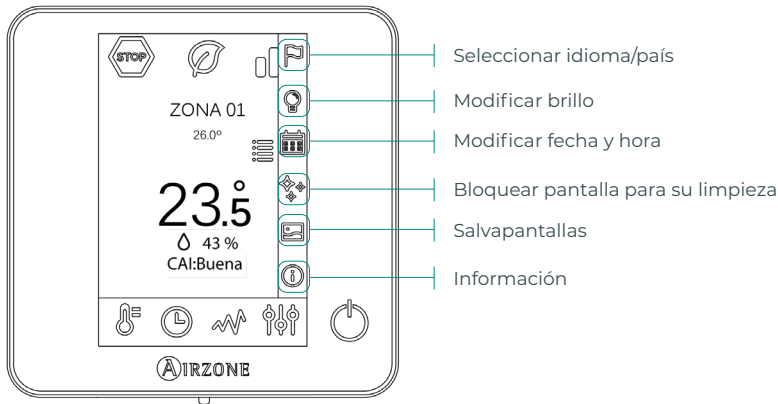 STOP
ZONA 01
26.0º
23.5°
43 %
CAI:Buena
AIRZONE
Seleccionar idioma/país
Modificar brillo
Modificar fecha y hora
Bloquear pantalla para su limpieza
Salvapantallas
Información